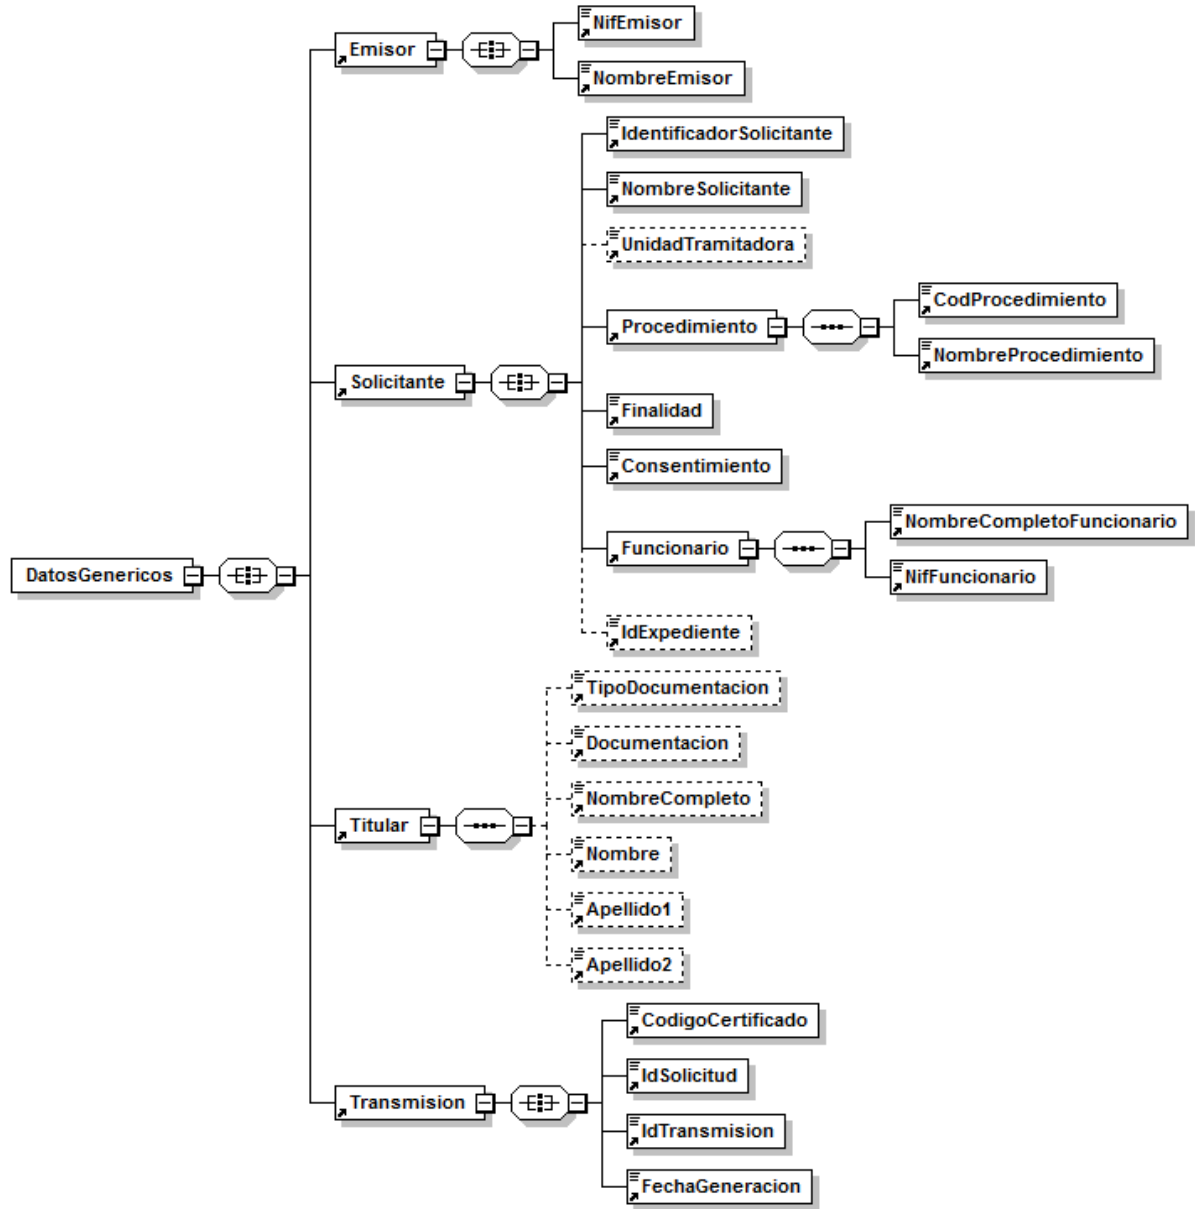 Emisor
NifEmisor
NombreEmisor
IdentificadorSolicitante
NombreSolicitante
UnidadTramitadora
Procedimiento
CodProcedimiento
NombreProcedimiento
Solicitante
Finalidad
Consentimiento
Funcionario
NombreCompletoFuncionario
NifFuncionario
DatosGenericos
IdExpediente
TipoDocumentacion
Documentacion
NombreCompleto
Titular
Nombre
Apellido1
Apellido2
CodigoCertificado
IdSolicitud
Transmision
IdTransmision
FechaGeneracion